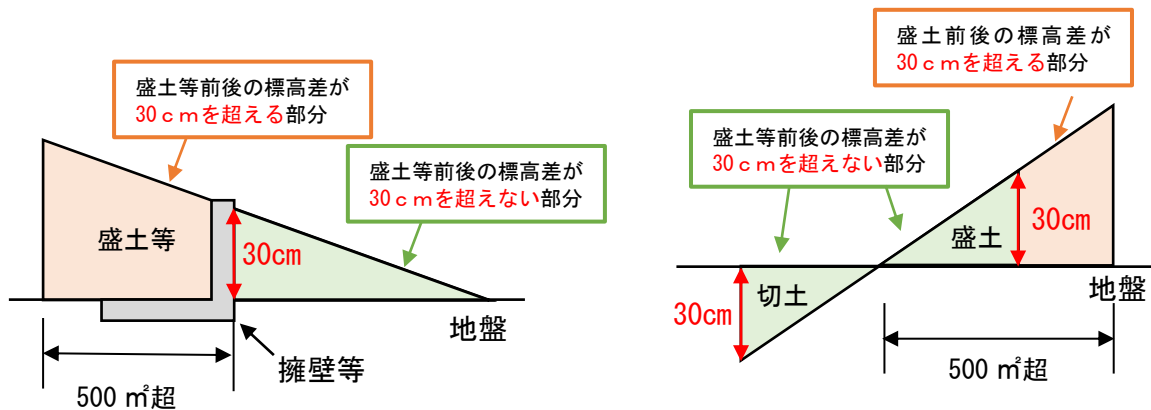 盛土等前後の標高差が
30ｃｍを超える部分
盛土等前後の標高差が
30ｃｍを超えない部分
盛土等
30cm
地盤
擁壁等
500 ㎡超
盛土前後の標高差が
30ｃｍを超える部分
盛土等前後の標高差が
30ｃｍを超えない部分
盛土
30cm
切土
30cm
地盤
500 ㎡超